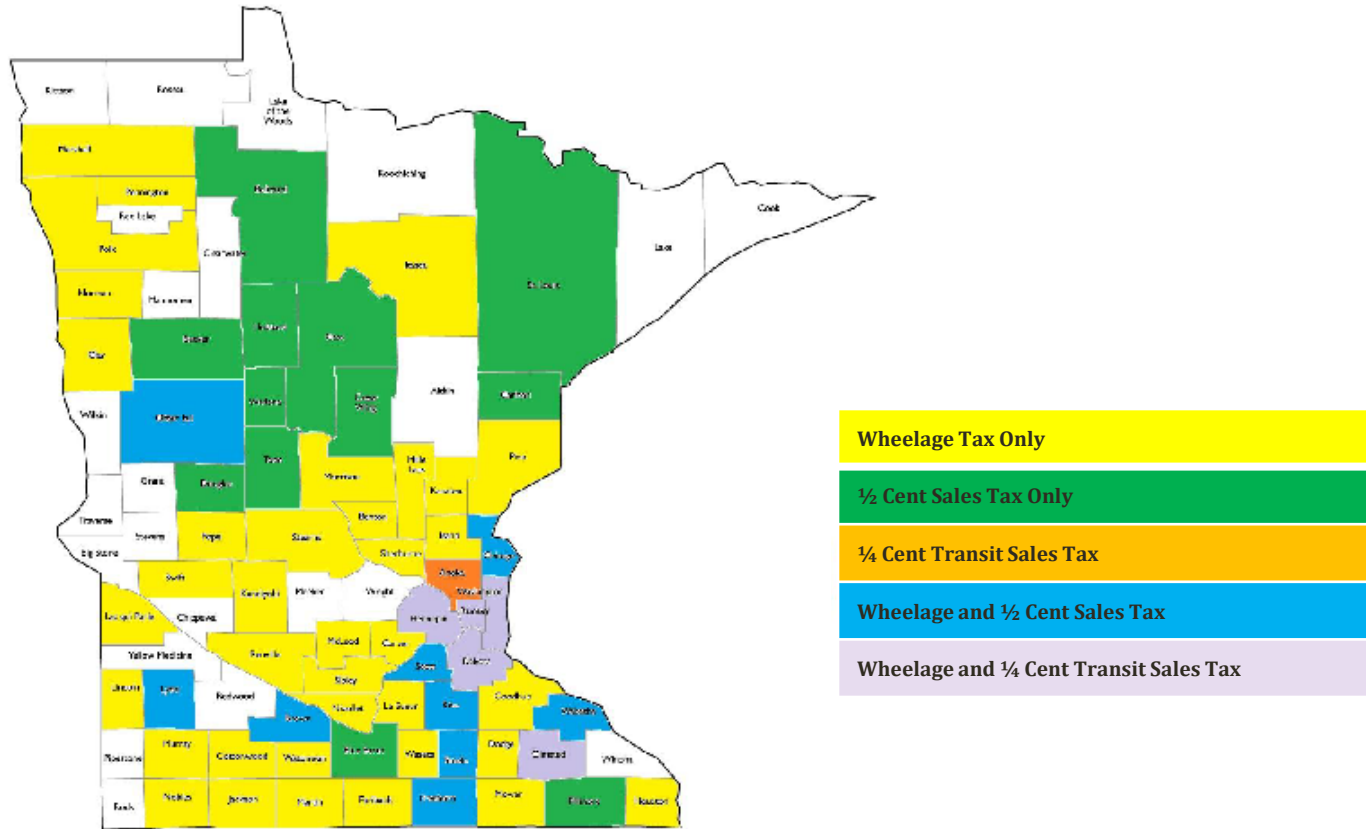 Kittson
Roseau
Lake
of the
Woods
Marshall
Koochiching
Pennington
Beltrami
Red Lake
Cook
Lake
Polk
Clearwater
Itasca
St. Louis
Norman
Mahnomen
Hubbard
Cass
Becker
Clay
Aitkin
Carlton
Wadena
Crow
Wing
Wilkin
Otter Tail
Todd
Mille
Lacs
Pine
Morrison
Grant
Douglas
Kanabec
Benton
Traverse
Stevens
Pope
Stearns
Isanti
Big Stone
Sherburne
Chisago
Swift
Kandiyohi
Meeker
Wright
Anoka
Washington
Ramsey
Hennepin
Lac qui Parle
Chippewa
Wheelage Tax Only
½ Cent Sales Tax Only
¼ Cent Transit Sales Tax
Wheelage and ½ Cent Sales Tax
Wheelage and ¼ Cent Transit Sales Tax
McLeod
Carver
Yellow Medicine
Renville
Scott
Dakota
Sibley
Lincoln
Lyon
Redwood
Nicollet
Le Sueur
Rice
Goodhue
Brown
Wabasha
Pipestone
Murray
Cottonwood
Watonwan
Blue Earth
Waseca
Steele
Dodge
Olmsted
Winona
Rock
Nobles
Jackson
Martin
Faribault
Freeborn
Mower
Fillmore
Houston